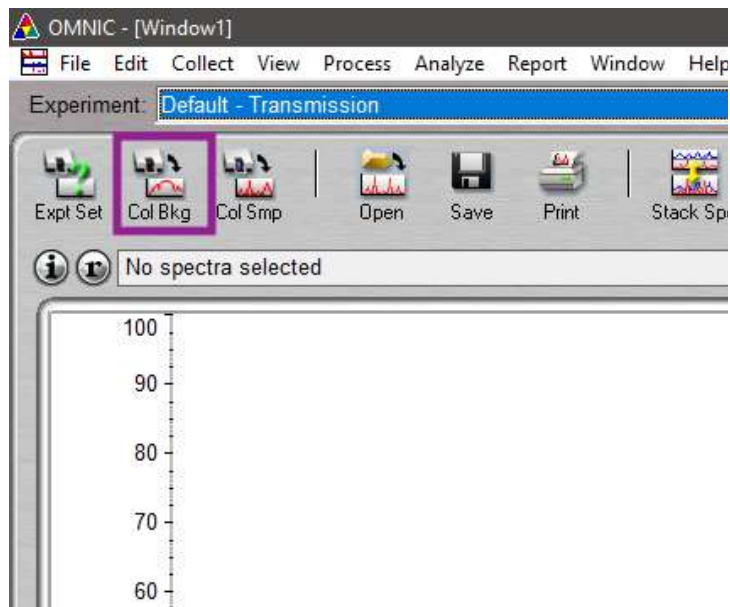 OMNIC - [Window1]
File Edit Collect View Process Analyze Report Window Help
Experiment: Default - Transmission
Expt Set Col Bkg Col Smp Open Save Print Stack
No spectra selected
100
90
80
70
60